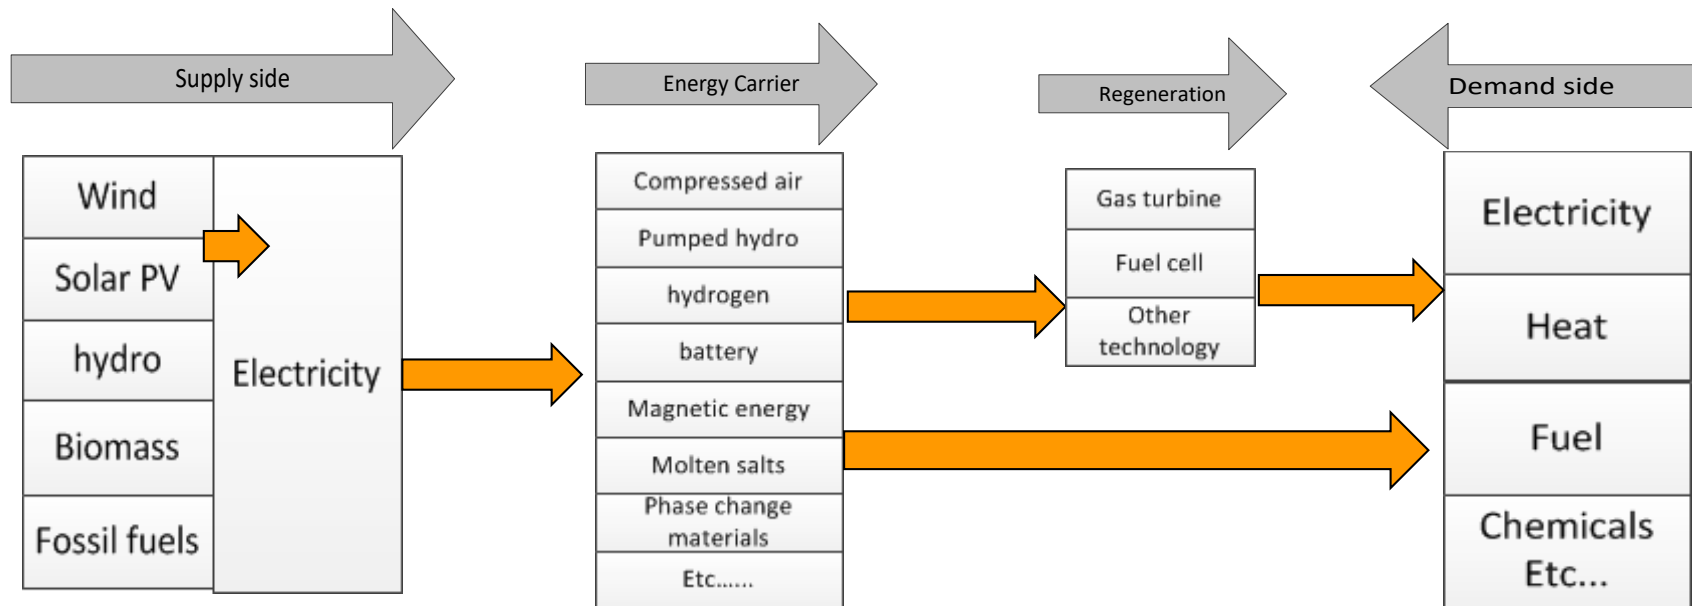 Supply side
Energy Carrier
Regeneration
Demand side
Wind
Solar PV
hydro
Biomass
Fossil fuels
Electricity
Compressed air
Pumped hydro
hydrogen
battery
Magnetic energy
Molten salts
Phase change
materials
Etc......
Gas turbine
Fuel cell
Other
technology
Electricity
Heat
Fuel
Chemicals
Etc...